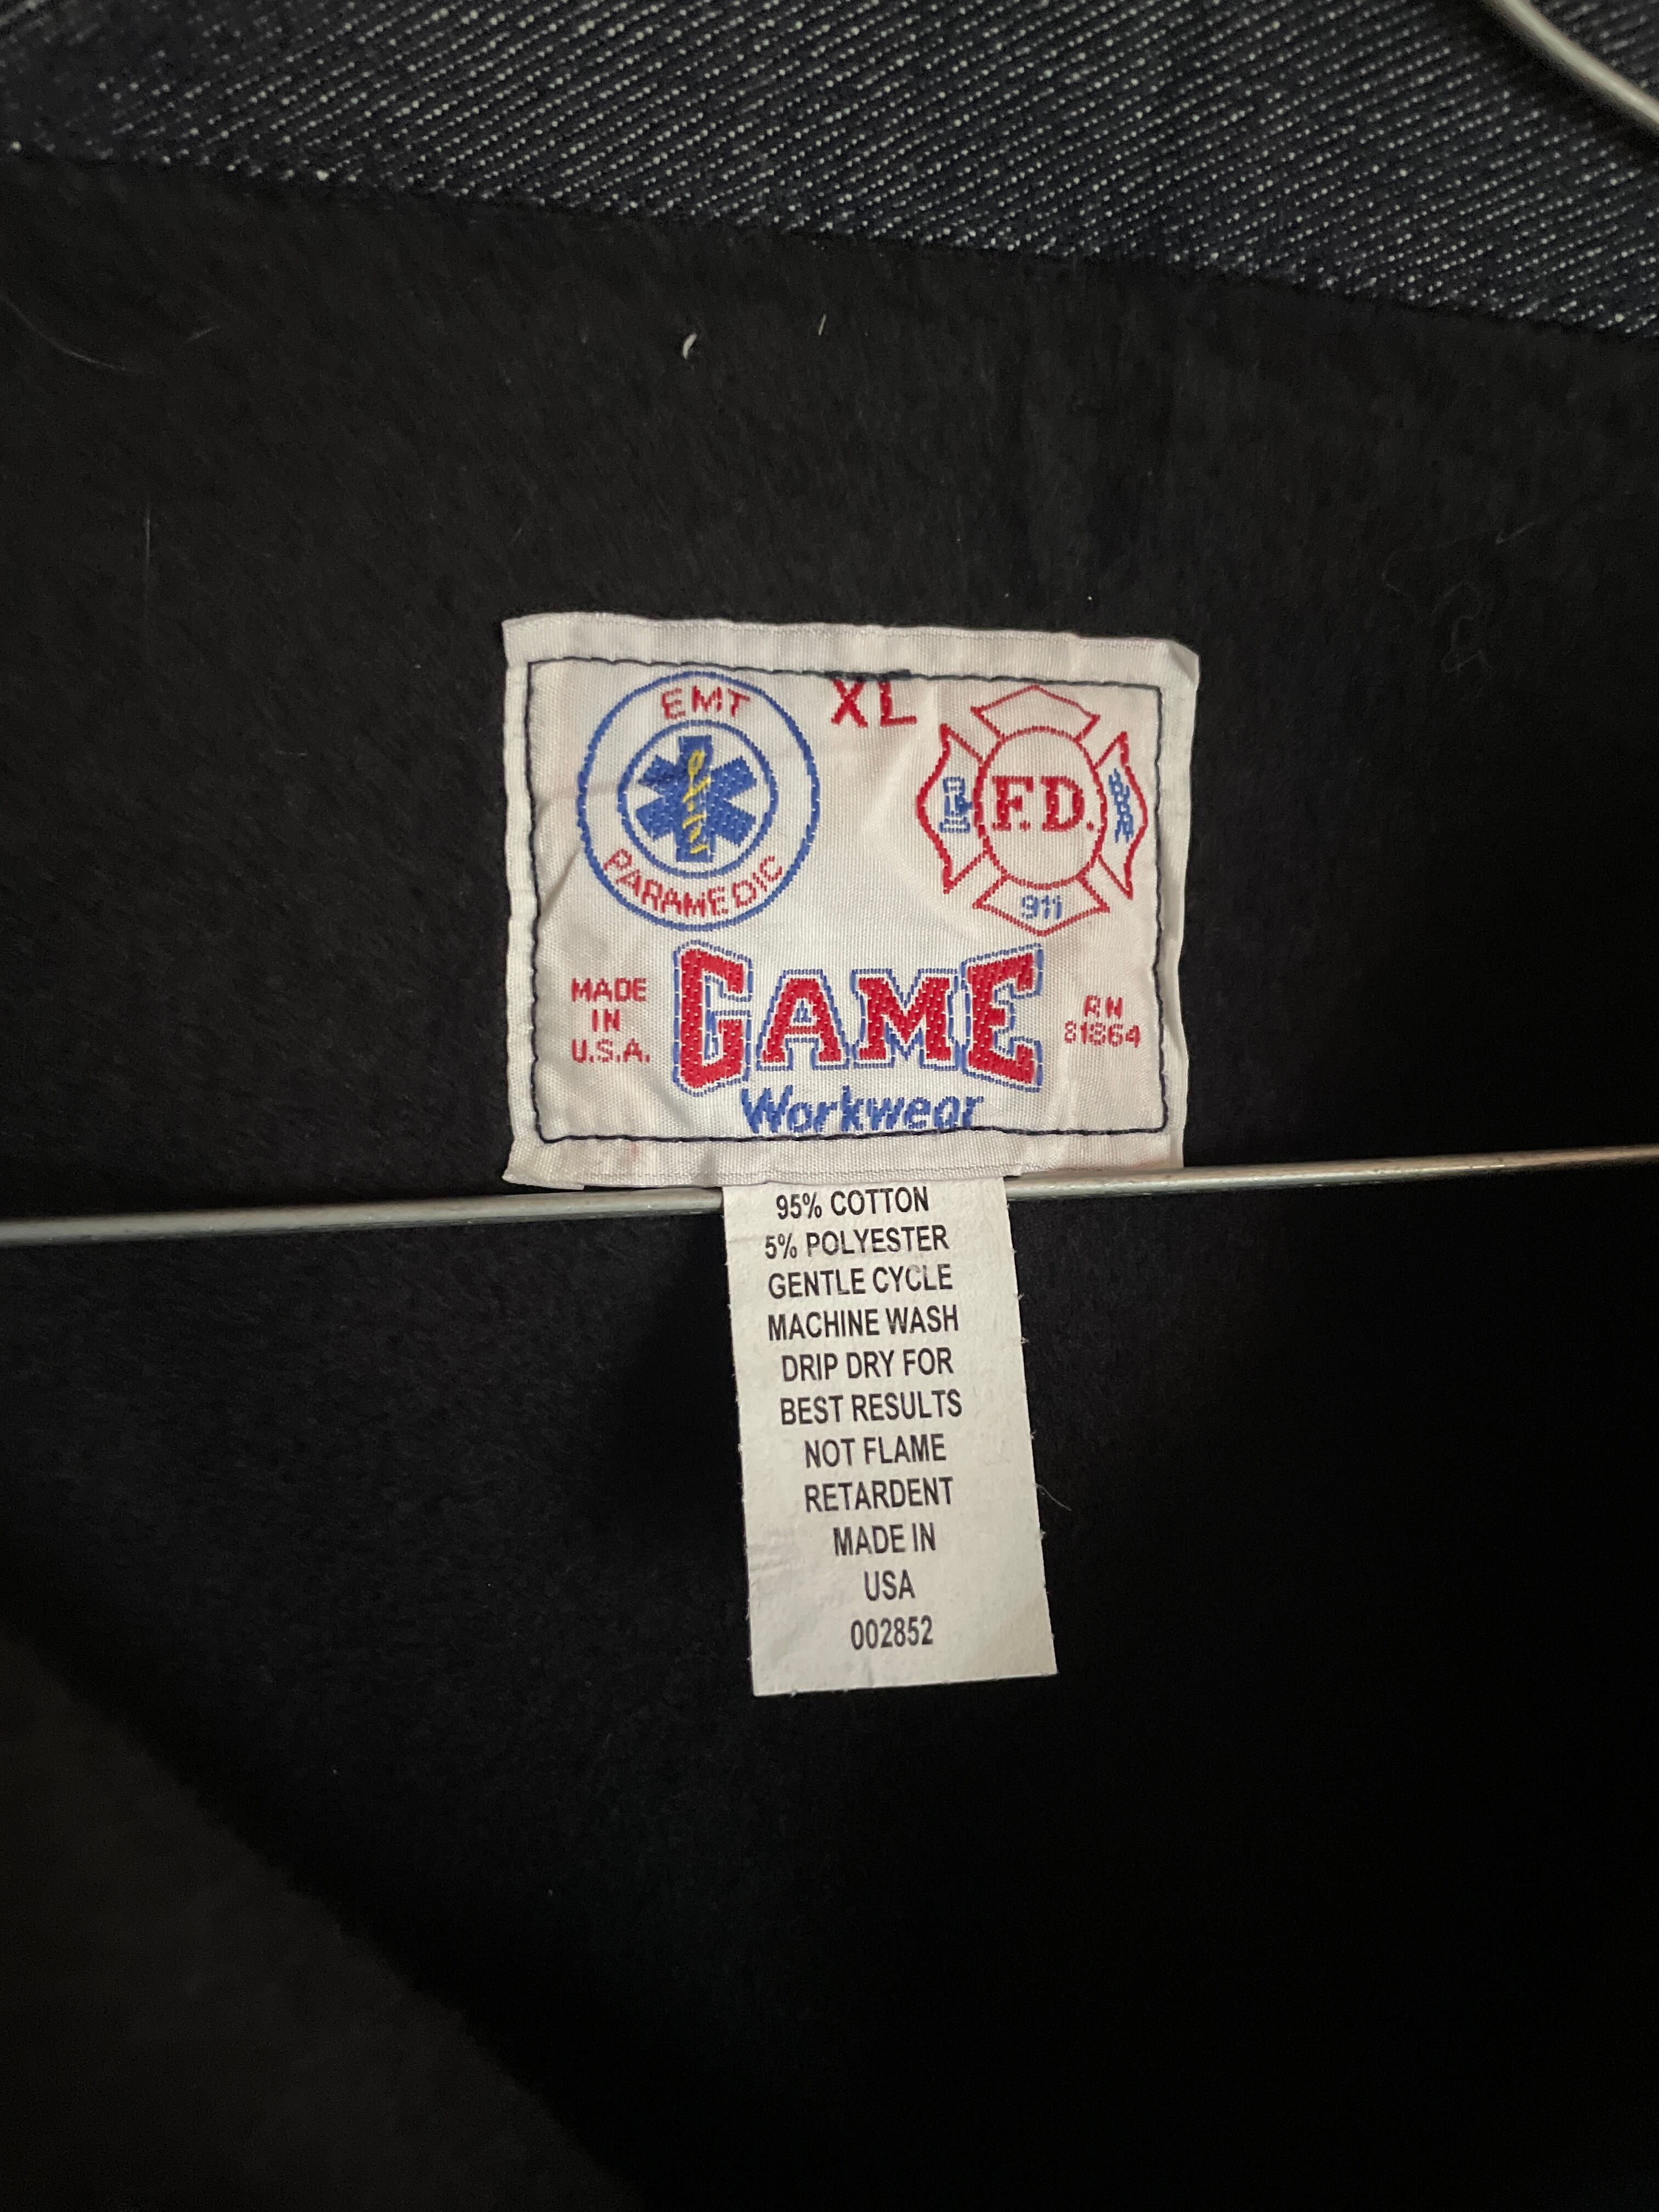 EMT
PARAMEDIC
XL
F.D.
911
MADE
IN
U.S.A.
GAME
Workwear
RN
81864
95% COTTON
5% POLYESTER
GENTLE CYCLE
MACHINE WASH
DRIP DRY FOR
BEST RESULTS
NOT FLAME
RETARDENT
MADE IN
USA
002852